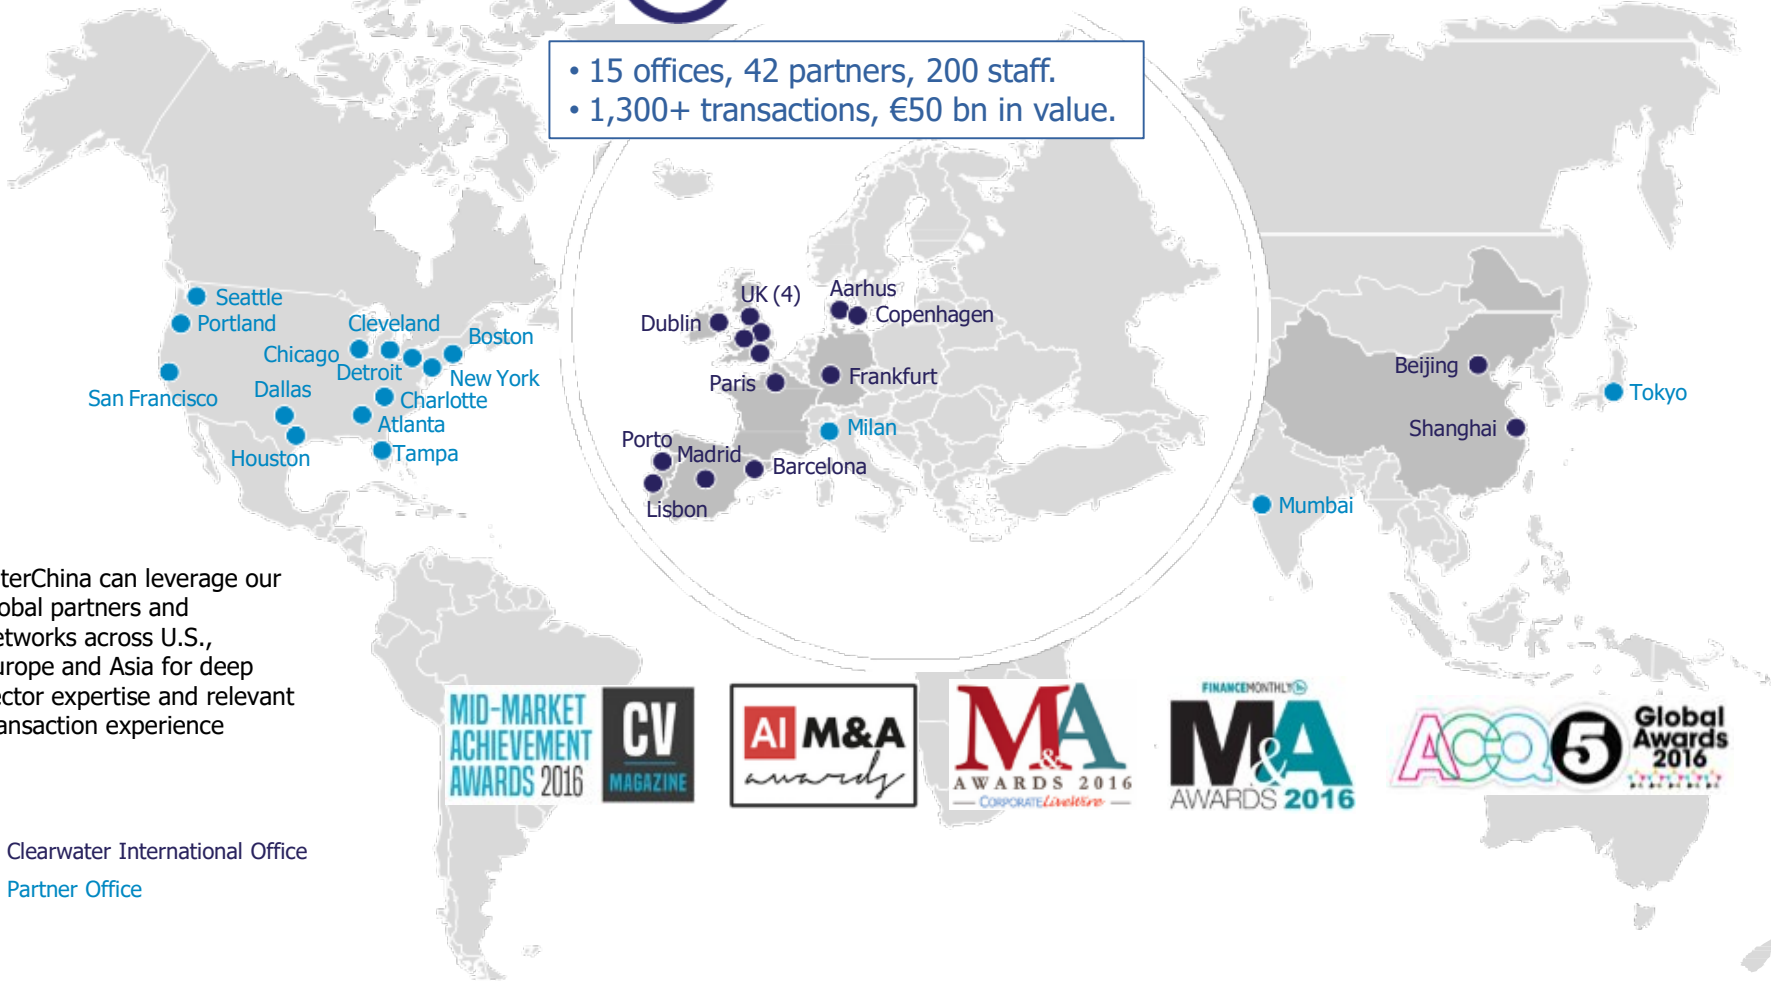 • 15 offices, 42 partners, 200 staff.
• 1,300+ transactions, €50 bn in value.
Seattle
Portland
Cleveland
Boston
Chicago
Detroit
New York
San Francisco
Dallas
Charlotte
Atlanta
Houston
Tampa
UK (4)
Aarhus
Dublin
Copenhagen
Paris
Frankfurt
Milan
Porto
Madrid
Barcelona
Lisbon
Beijing
Tokyo
Shanghai
Mumbai
terChina can leverage our
obal partners and
etworks across U.S.,
urope and Asia for deep
ector expertise and relevant
ansaction experience
MID-MARKET
ACHIEVEMENT
AWARDS 2016
CV
MAGAZINE
AI M&A
awards
M&A
AWARDS 2016
CORPORATE LiveWire
FINANCEMONTHLY
M&A
AWARDS 2016
ACQ5
Global
Awards
2016
Clearwater International Office
Partner Office